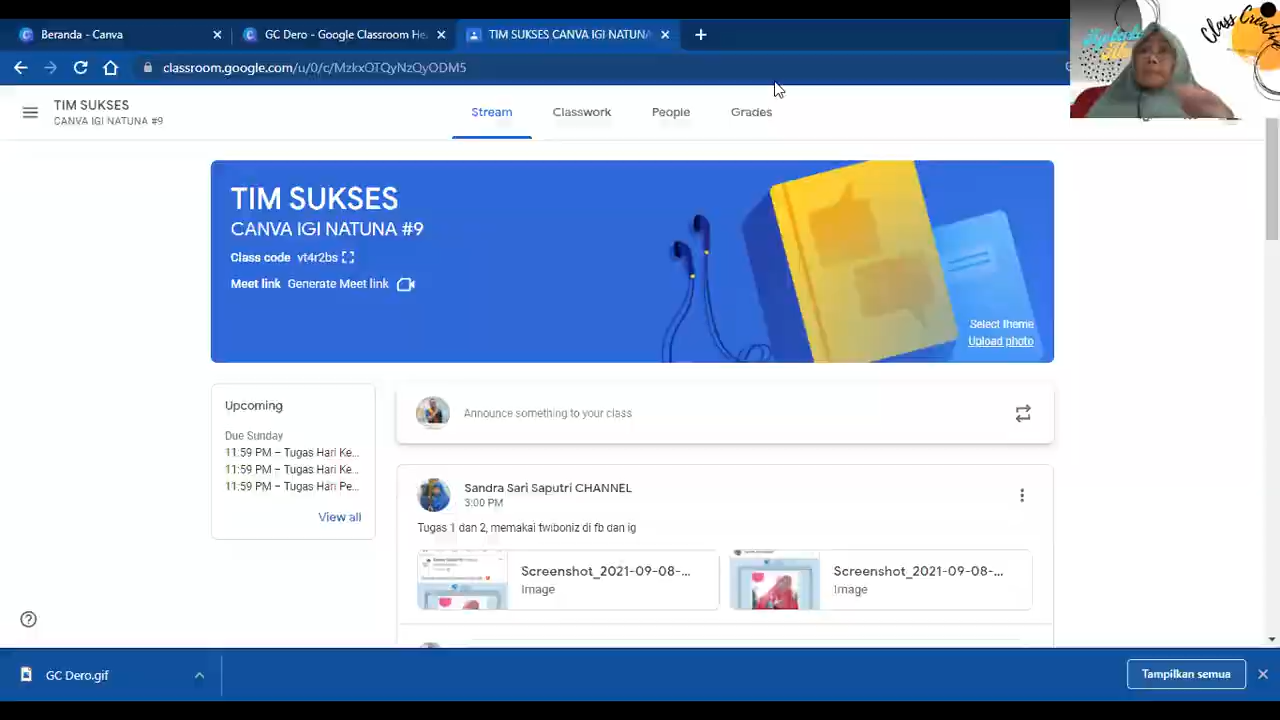 Beranda - Canva
GC Dero - Google Classroom He
TIM SUKSES CANVA IGI NATUNA
classroom.google.com/u/0/c/MzkxOTQyNzQyODM5
Class Creative
TIM SUKSES
CANVA IGI NATUNA #9
Stream
Classwork
People
Grades
TIM SUKSES
CANVA IGI NATUNA #9
Class code vt4r2bs
Meet link Generate Meet link
Select theme
Upload photo
Upcoming
Due Sunday
11:59 PM – Tugas Hari Ke...
11:59 PM – Tugas Hari Ke...
11:59 PM – Tugas Hari Pe...
View all
Announce something to your class
Sandra Sari Saputri CHANNEL
3:00 PM
Tugas 1 dan 2, memakai twiboniz di fb dan ig
Screenshot_2021-09-08-...
Image
Screenshot_2021-09-08-...
Image
GC Dero.gif
Tampilkan semua